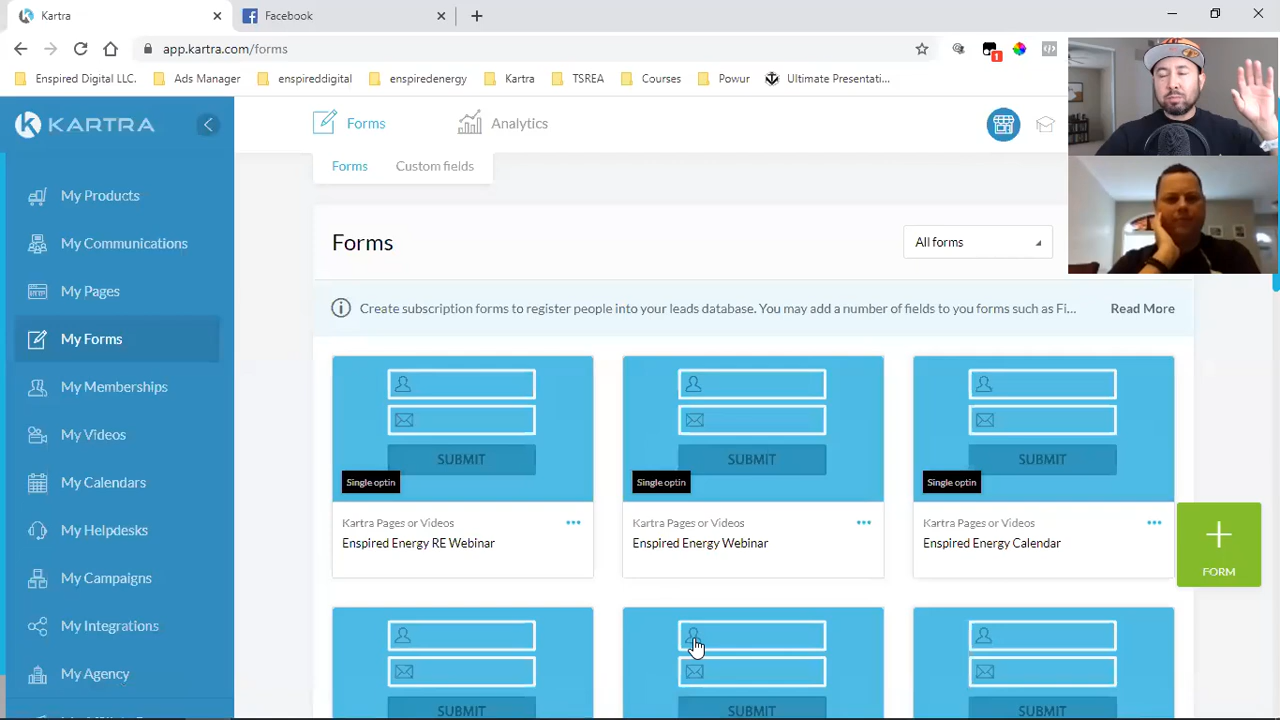 Kartra
Facebook
app.kartra.com/forms
1
Enspired Digital LLC.
Ads Manager
enspireddigital
enspiredenergy
Kartra
TSREA
Courses
Powur
Ultimate Presentati...
KARTRA
Forms
Analytics
Forms
Custom fields
My Products
My Communications
My Pages
My Forms
My Memberships
My Videos
My Calendars
My Helpdesks
My Campaigns
My Integrations
My Agency
Forms
All forms
Create subscription forms to register people into your leads database. You may add a number of fields to you forms such as Fi...
Read More
SUBMIT
Single optin
Kartra Pages or Videos
Enspired Energy RE Webinar
SUBMIT
Single optin
Kartra Pages or Videos
Enspired Energy Webinar
SUBMIT
Single optin
Kartra Pages or Videos
Enspired Energy Calendar
FORM
SUBMIT
SUBMIT
SUBMIT